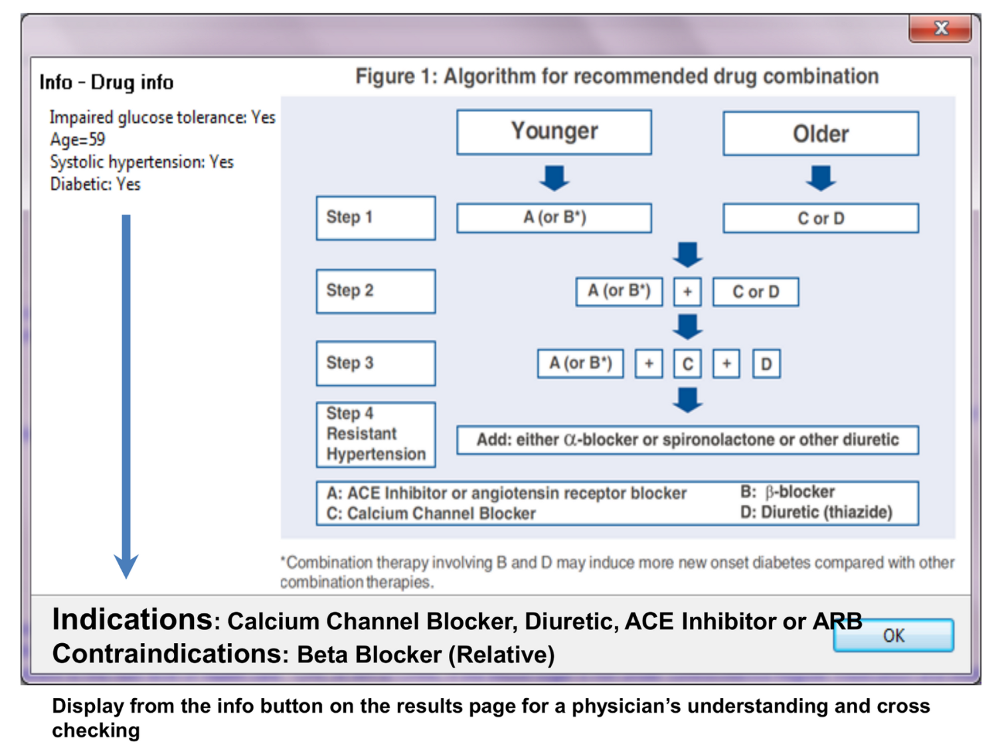 X
Info - Drug info
Impaired glucose tolerance: Yes
Age=59
Systolic hypertension: Yes
Diabetic: Yes
Figure 1: Algorithm for recommended drug combination
Younger
Older
Step 1
A (or B*)
C or D
Step 2
A (or B*)
+
C or D
Step 3
A (or B*)
+
C
+
D
Step 4
Resistant
Hypertension
Add: either α-blocker or spironolactone or other diuretic
A: ACE Inhibitor or angiotensin receptor blocker
B: β-blocker
C: Calcium Channel Blocker
D: Diuretic (thiazide)
*Combination therapy involving B and D may induce more new onset diabetes compared with other
combination therapies.
Indications: Calcium Channel Blocker, Diuretic, ACE Inhibitor or ARB
OK
Contraindications: Beta Blocker (Relative)
Display from the info button on the results page for a physician’s understanding and cross
checking